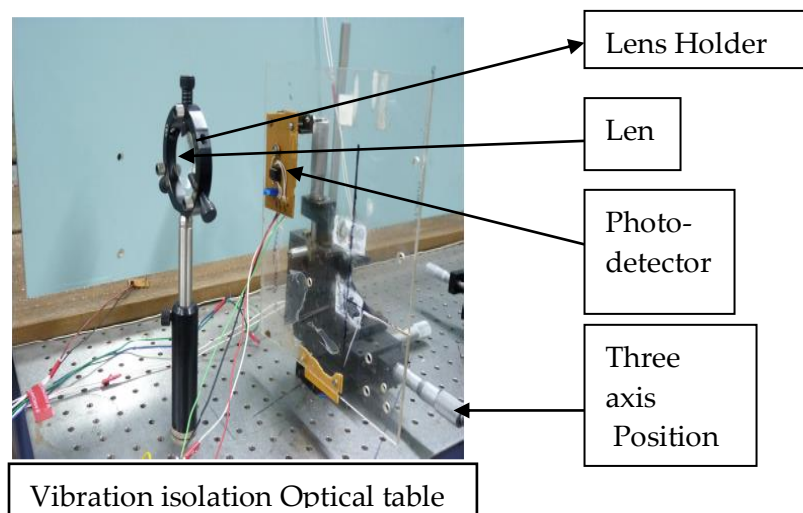 Lens Holder
Len
Photo-
detector
Three
axis
Position
Vibration isolation Optical table